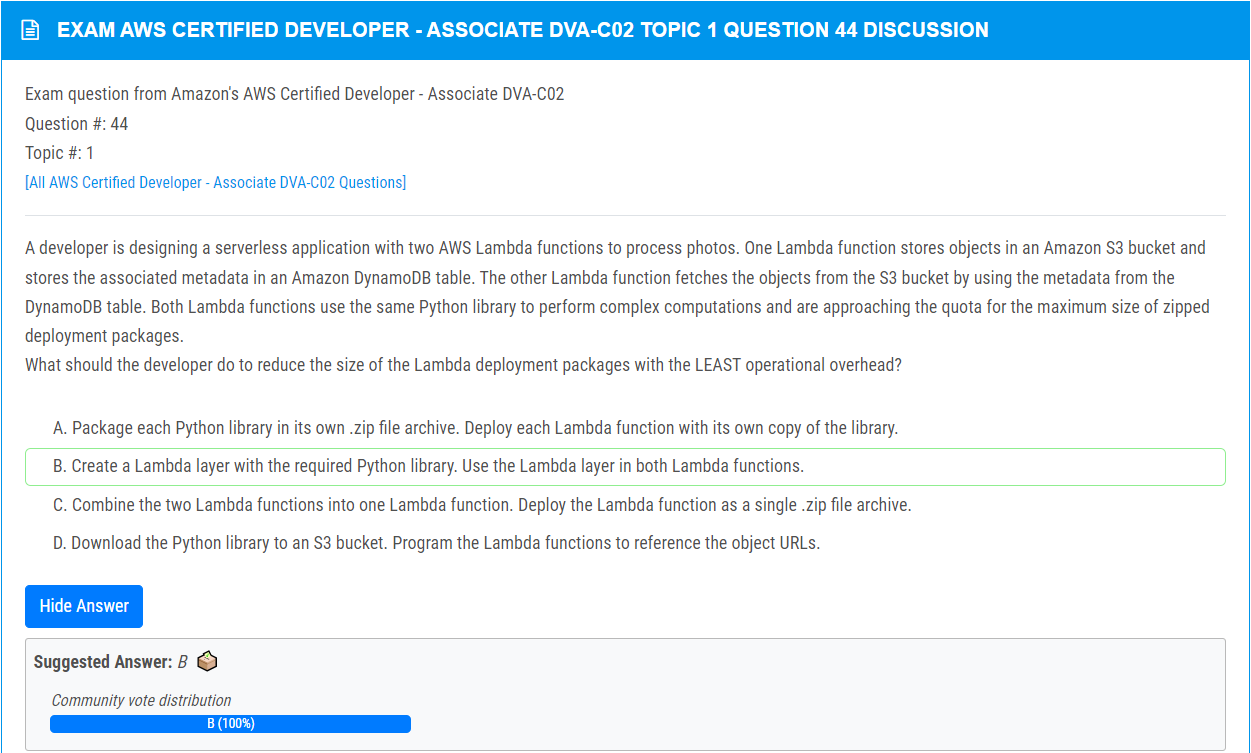 EXAM AWS CERTIFIED DEVELOPER - ASSOCIATE DVA-C02 TOPIC 1 QUESTION 44 DISCUSSION
Exam question from Amazon's AWS Certified Developer - Associate DVA-C02
Question #: 44
Topic #: 1
[All AWS Certified Developer - Associate DVA-C02 Questions]
A developer is designing a serverless application with two AWS Lambda functions to process photos. One Lambda function stores objects in an Amazon S3 bucket and
stores the associated metadata in an Amazon DynamoDB table. The other Lambda function fetches the objects from the S3 bucket by using the metadata from the
DynamoDB table. Both Lambda functions use the same Python library to perform complex computations and are approaching the quota for the maximum size of zipped
deployment packages.
What should the developer do to reduce the size of the Lambda deployment packages with the LEAST operational overhead?
A. Package each Python library in its own .zip file archive. Deploy each Lambda function with its own copy of the library.
B. Create a Lambda layer with the required Python library. Use the Lambda layer in both Lambda functions.
C. Combine the two Lambda functions into one Lambda function. Deploy the Lambda function as a single .zip file archive.
D. Download the Python library to an S3 bucket. Program the Lambda functions to reference the object URLs.
Hide Answer
Suggested Answer: B
Community vote distribution
B (100%)